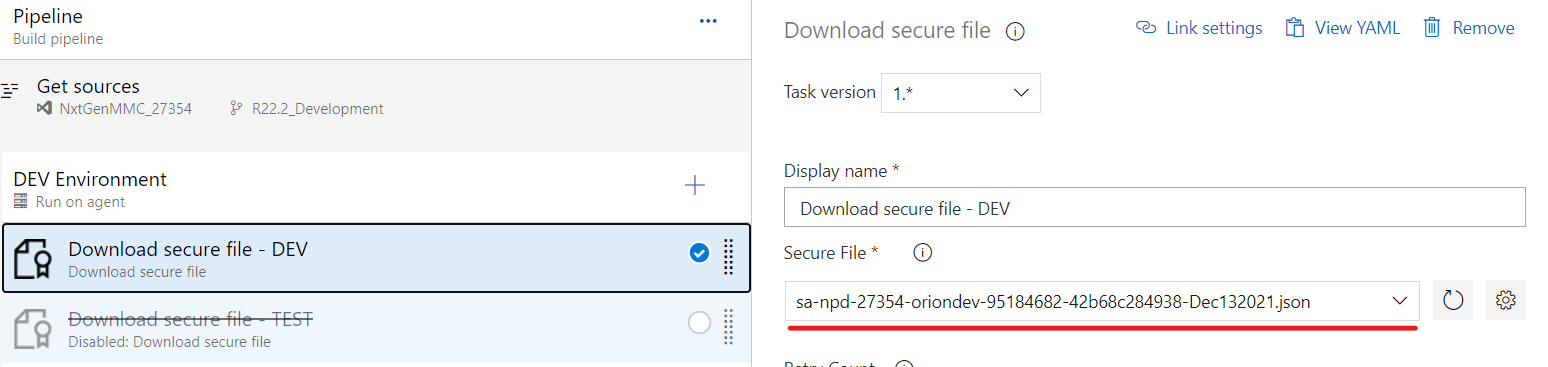 Pipeline
...
Build pipeline
Get sources
NxtGenMMC_27354 R22.2_Development
DEV Environment
Run on agent
Download secure file - DEV
Download secure file
Download secure file - TEST
Disabled: Download secure file
Download secure file
Link settings View YAML Remove
Task version 1.*
Display name *
Download secure file - DEV
Secure File *
sa-npd-27354-oriondev-95184682-42b68c284938-Dec132021.json
Retry Count